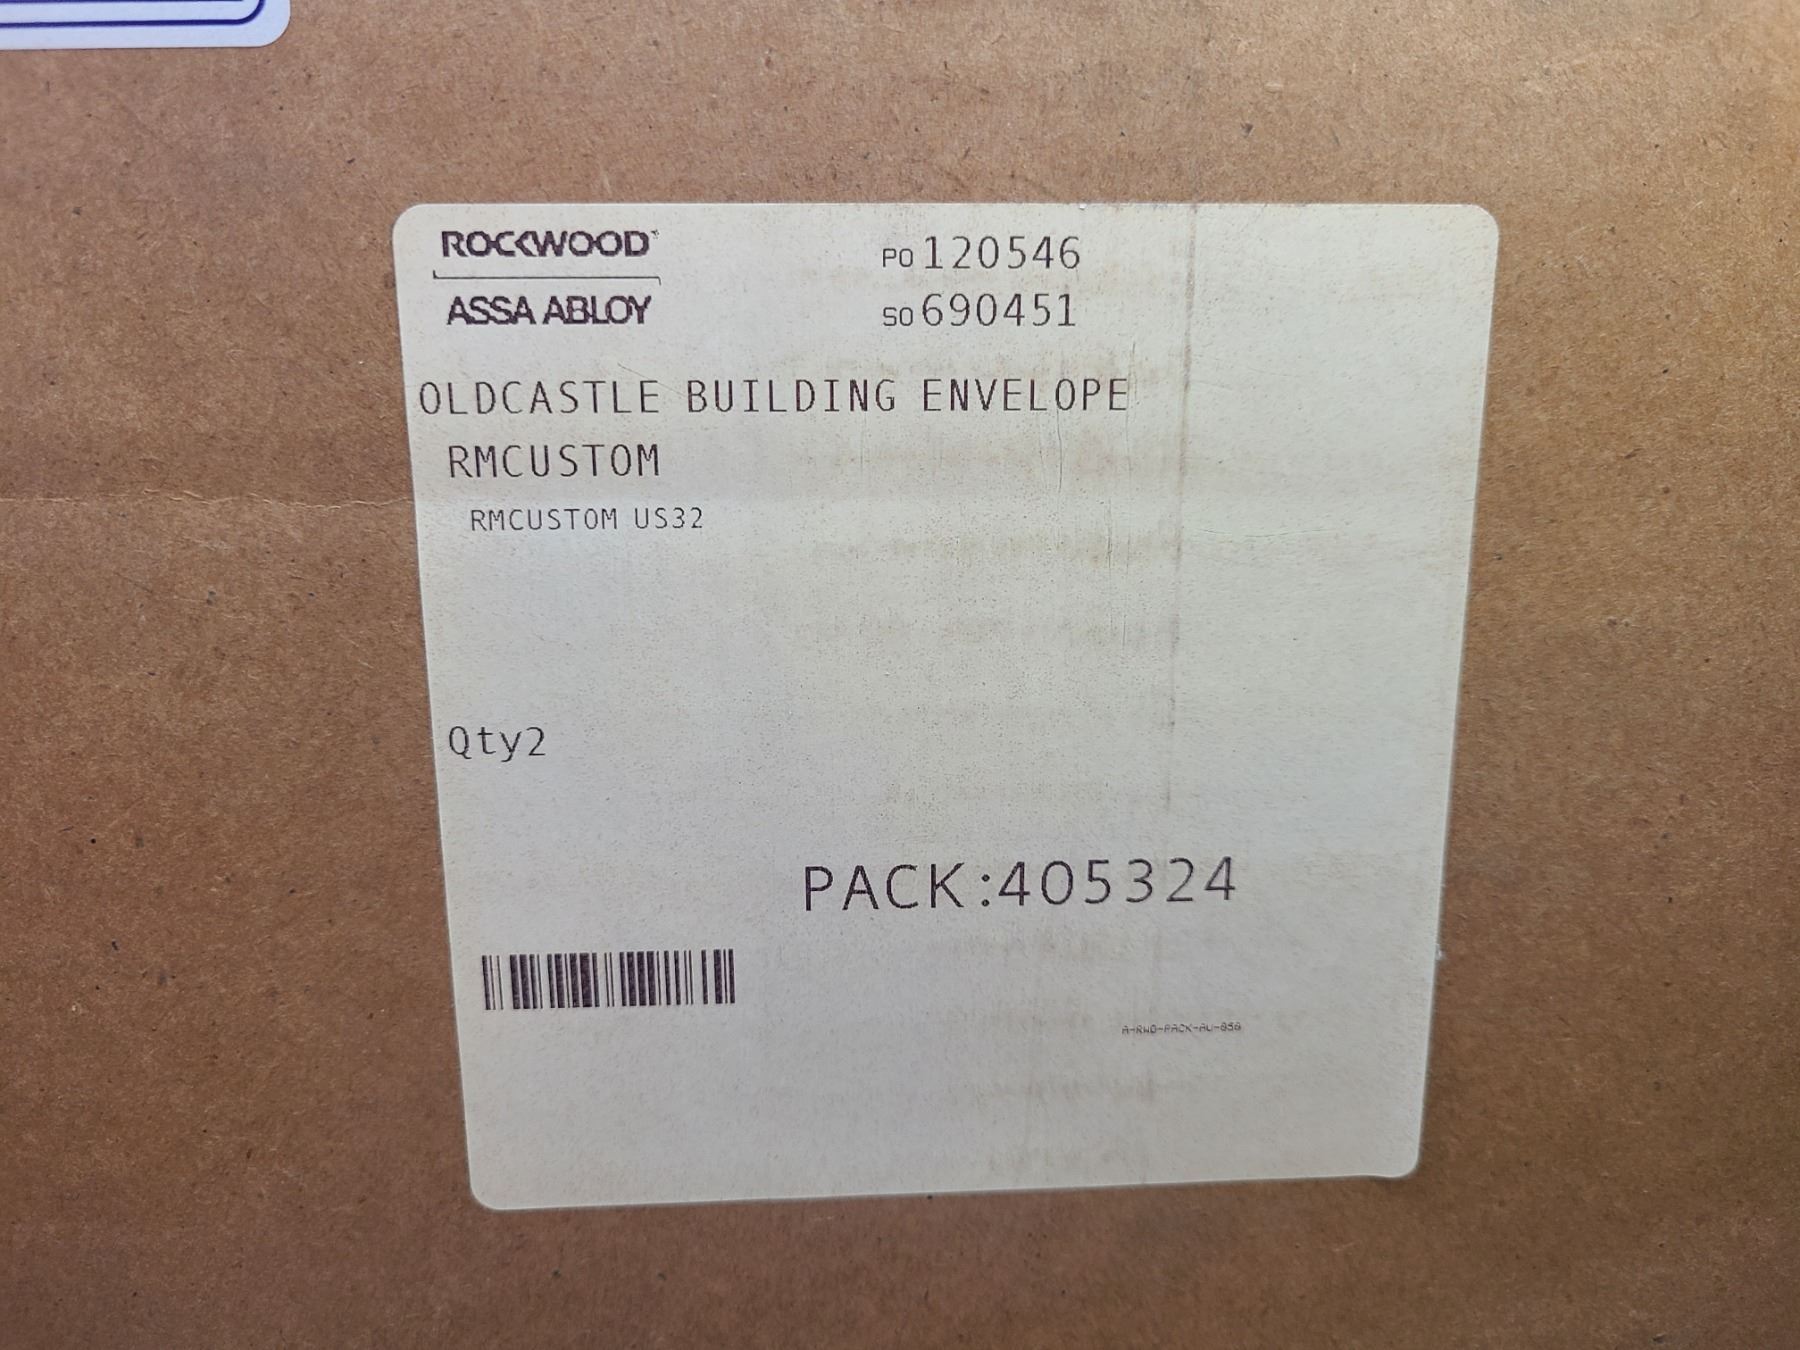 ROCKWOOD
PO 120546
ASSA ABLOY
SO 690451
OLDCASTLE BUILDING ENVELOPE
RMCUSTOM
RMCUSTOM US32
Qty2
PACK:405324